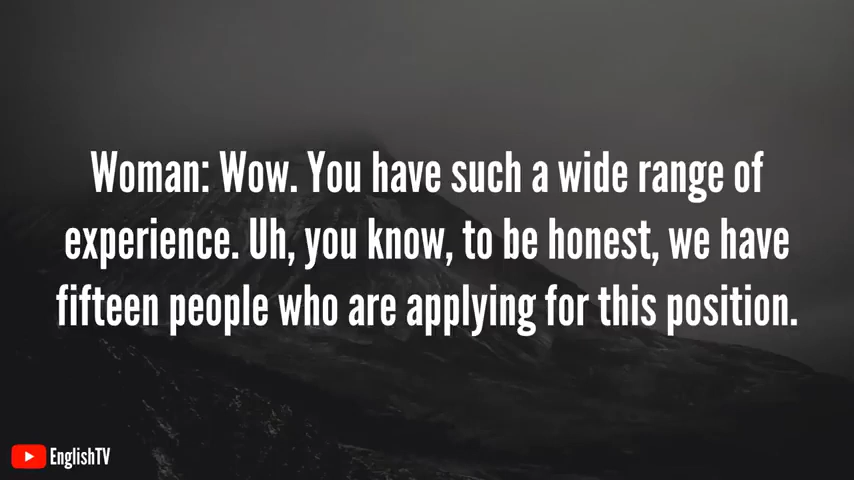 Woman: Wow. You have such a wide range of
experience. Uh, you know, to be honest, we have
fifteen people who are applying for this position.
EnglishTV